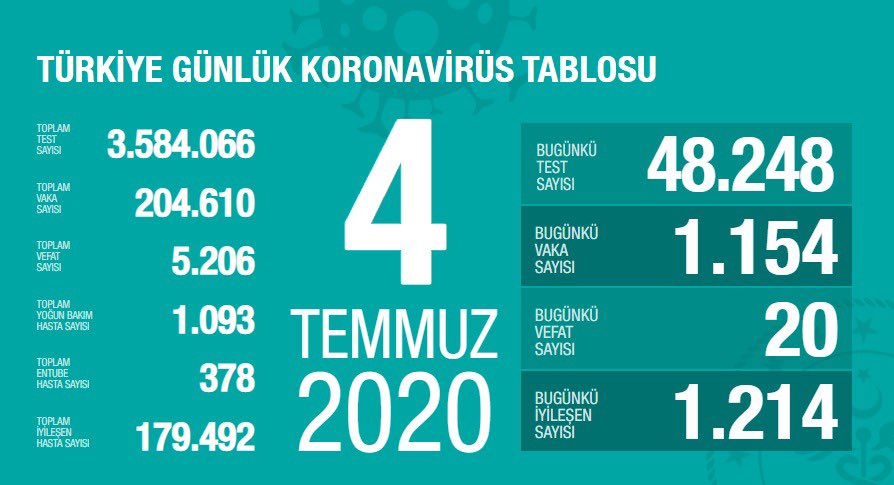 TÜRKİYE GÜNLÜK KORONAVİRÜS TABLOSU
TOPLAM
TEST
SAYISI
3.584.066
TOPLAM
VAKA
SAYISI
204.610
TOPLAM
VEFAT
SAYISI
5.206
TOPLAM
YOĞUN BAKIM
HASTA SAYISI
1.093
TOPLAM
ENTUBE
HASTA SAYISI
378
TOPLAM
İYİLEŞEN
HASTA SAYISI
179.492
4
TEMMUZ
2020
BUGÜNKÜ
TEST
SAYISI
48.248
BUGÜNKÜ
VAKA
SAYISI
1.154
BUGÜNKÜ
VEFAT
SAYISI
20
BUGÜNKÜ
İYİLEŞEN
SAYISI
1.214